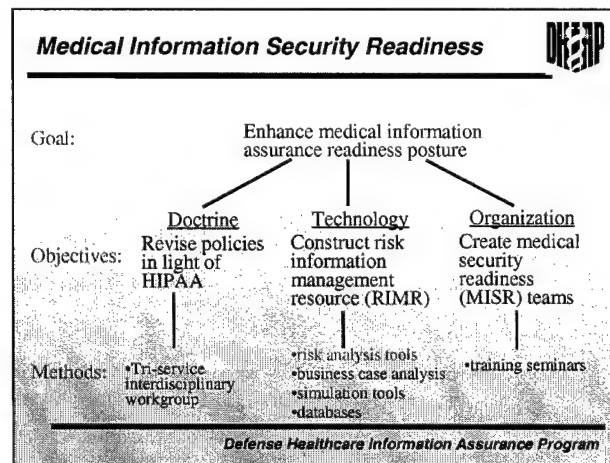 Medical Information Security Readiness
DHIAP
Goal:
Enhance medical information
assurance readiness posture
Objectives:
Doctrine
Revise policies
in light of
HIPAA
Technology
Construct risk
information
management
resource (RIMR)
Organization
Create medical
security
readiness
(MISR) teams
Methods:
•Tri-service
interdisciplinary
workgroup
•risk analysis tools
•business case analysis
•simulation tools
•databases
•training seminars
Defense Healthcare Information Assurance Program